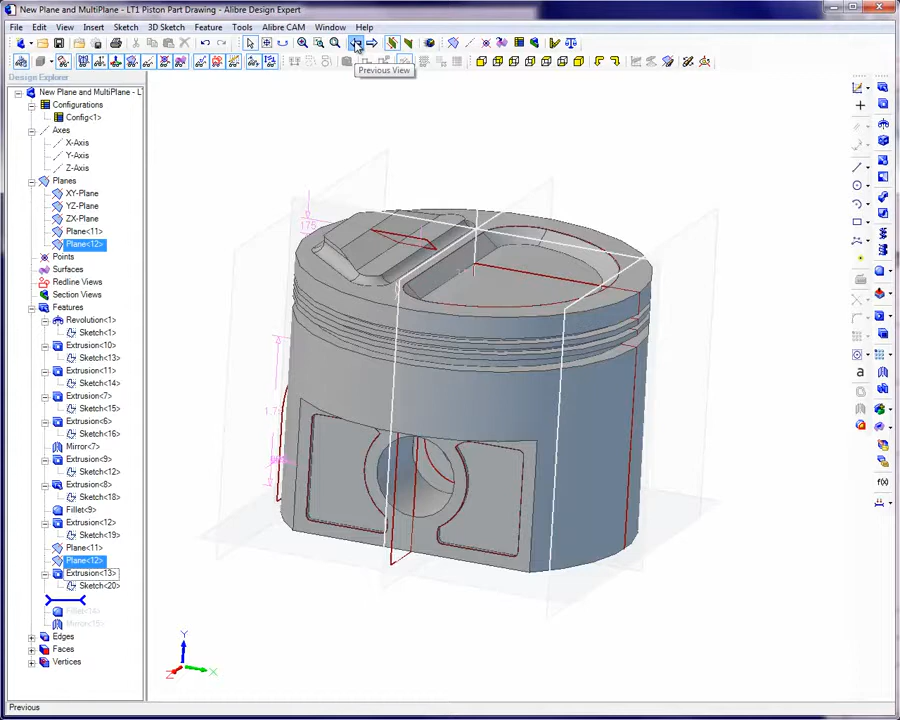 New Plane and MultiPlane - LT1 Piston Part Drawing - Alibre Design Expert
File Edit View Insert Sketch 3D Sketch Feature Tools Alibre CAM Window Help
Previous View
Design Explorer
New Plane and MultiPlane - L
Configurations
Config<1>
Axes
X-Axis
Y-Axis
Z-Axis
Planes
XY-Plane
YZ-Plane
ZX-Plane
Plane<11>
Plane<12>
Points
Surfaces
Redline Views
Section Views
Features
Revolution<1>
Sketch<1>
Extrusion<10>
Sketch<13>
Extrusion<11>
Sketch<14>
Extrusion<7>
Sketch<15>
Extrusion<6>
Sketch<16>
Mirror<7>
Extrusion<9>
Sketch<12>
Extrusion<8>
Sketch<18>
Fillet<9>
Extrusion<12>
Sketch<19>
Plane<11>
Plane<12>
Extrusion<13>
Sketch<20>
Fillet<14>
Mirror<15>
Edges
Faces
Vertices
a
f(x)
Y
X
Z
Previous